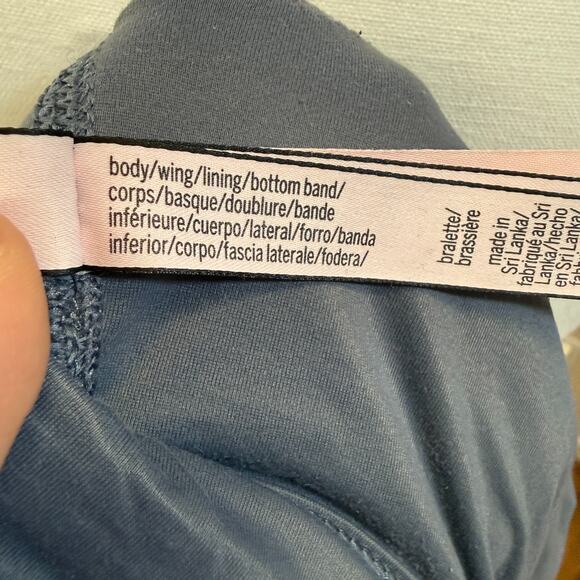 body/wing/lining/bottom band/
corps/basque/doublure/bande
inférieure/cuerpo/lateral/forro/banda
inferior/corpo/fascia laterale/fodera/
bralette/
brassière
made in
Sri Lanka/
fabriqué au Sri
Lanka/hecho
en Sri Lanka/